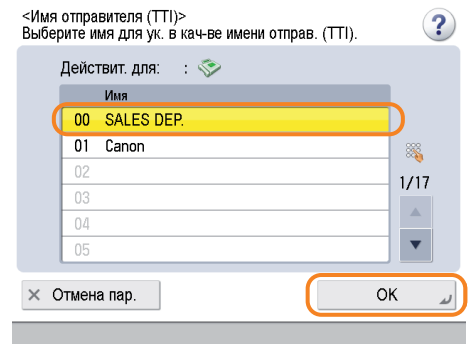 <Имя отправителя (TTI)>
Выберите имя для ук. в кач-ве имени отправ. (TTI).
?
Действит. для: :
Имя
00 SALES DEP.
01 Canon
02
03
04
05
1/17
× Отмена пар.
OK